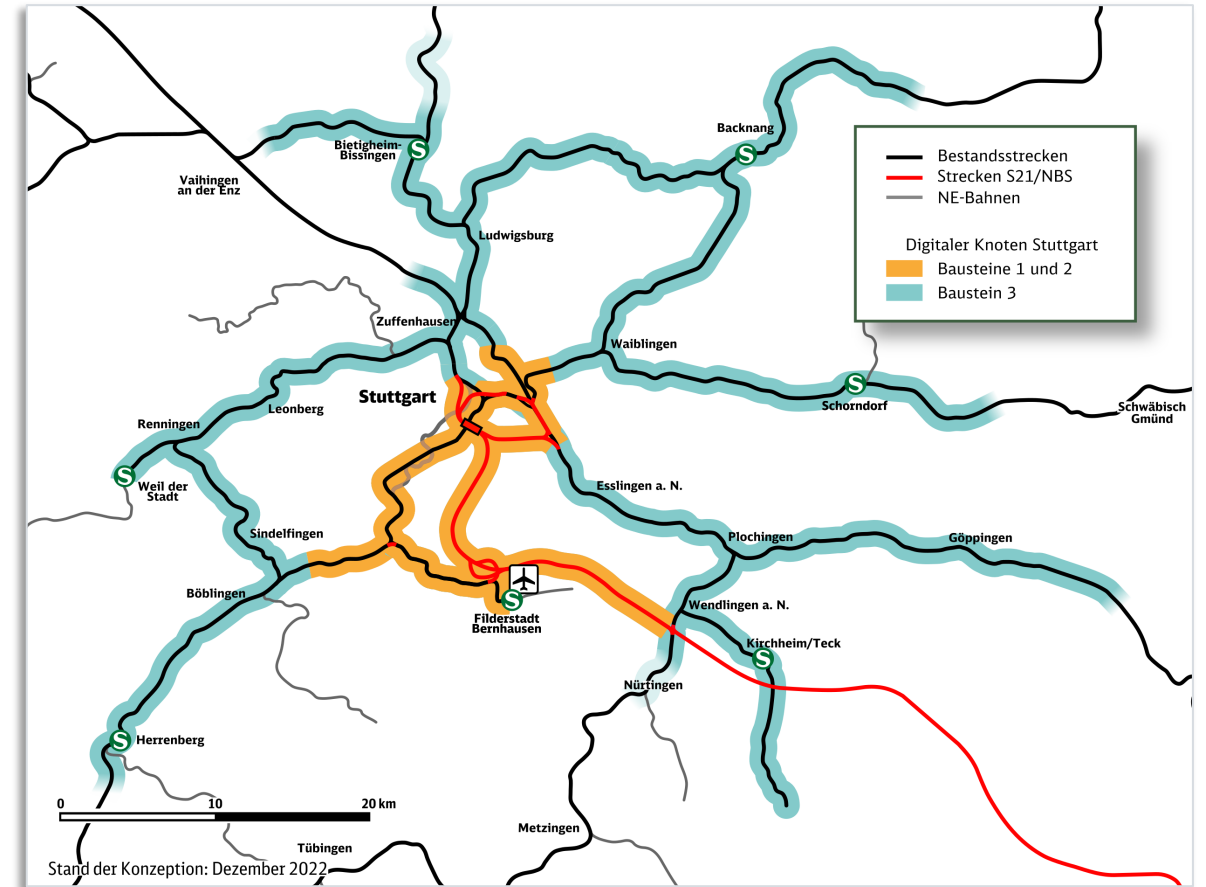 Backnang
Bietigheim-
Bissingen
S
S
Vaihingen
an der Enz
Ludwigsburg
Bestandsstrecken
Strecken S21/NBS
NE-Bahnen
Digitaler Knoten Stuttgart
Bausteine 1 und 2
Baustein 3
Zuffenhausen
Waiblingen
Stuttgart
S
Schorndorf
Schwäbisch
Gmünd
Leonberg
Renningen
S
Weil der
Stadt
Esslingen a. N.
Sindelfingen
Plochingen
Göppingen
Böblingen
S
Filderstadt
Bernhausen
Wendlingen a. N.
Kirchheim/Teck
S
Nürtingen
S
Herrenberg
0 10 20 km
Metzingen
Tübingen
Stand der Konzeption: Dezember 2022